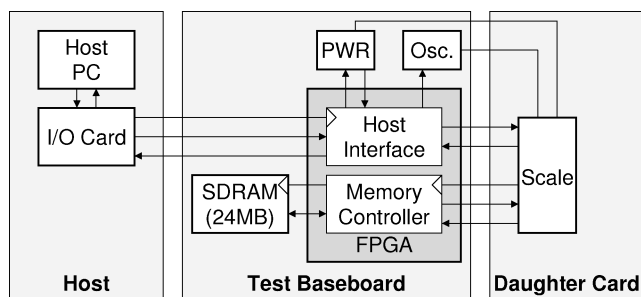 Host
PC
PWR
Osc.
I/O Card
Host
Interface
Scale
SDRAM
(24MB)
Memory
Controller
FPGA
Host
Test Baseboard
Daughter Card